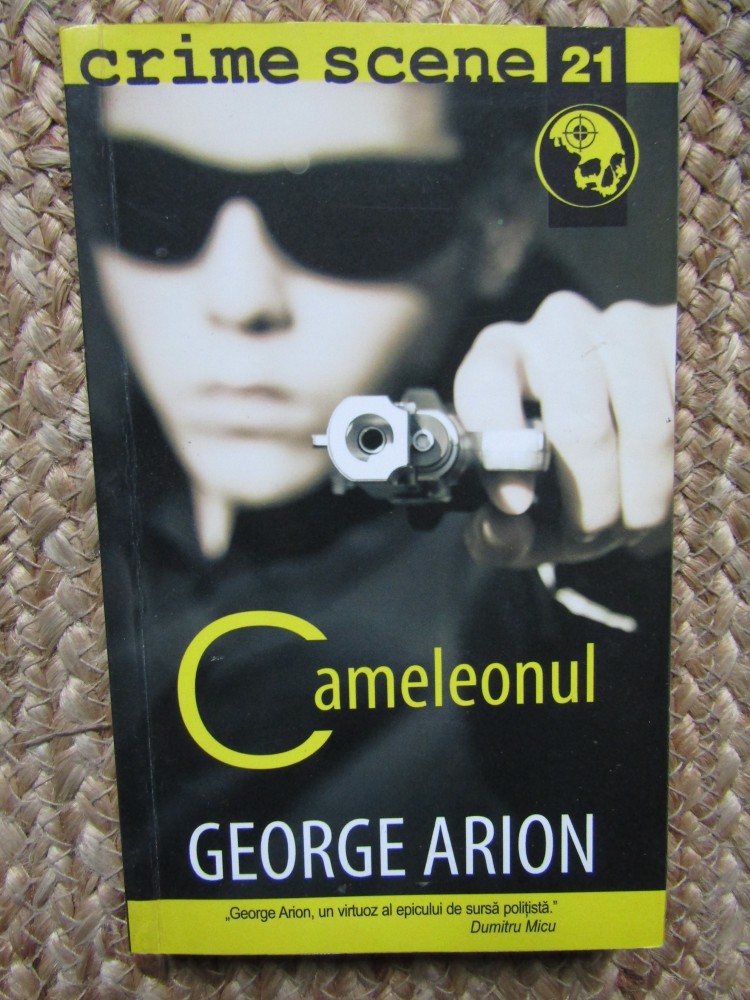 crime scene 21
Cameleonul
GEORGE ARION
„George Arion, un virtuoz al epicului de sursă polițistă.”
Dumitru Micu